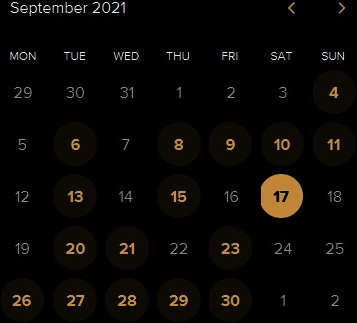 September 2021 < >
MON TUE WED THU FRI SAT SUN
29 30 31 1 2 3 4
5 6 7 8 9 10 11
12 13 14 15 16 17 18
19 20 21 22 23 24 25
26 27 28 29 30 1 2